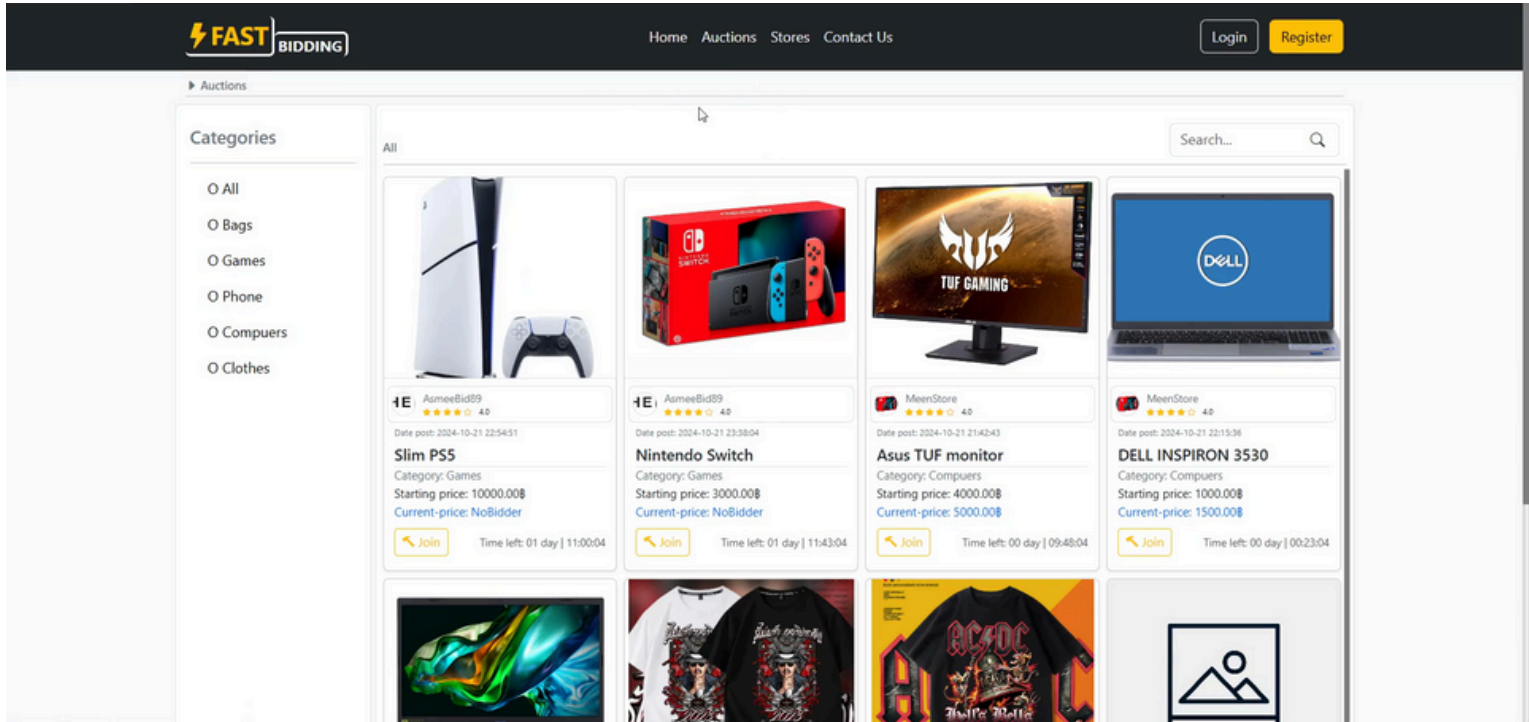 FAST BIDDING
Home Auctions Stores Contact Us
Login Register
Auctions
Categories
All
Search...
O All
O Bags
O Games
O Phone
O Compuers
O Clothes
NINTENDO
SWITCH
TUF GAMING
DELL
HE AsmeeBid89
4.0
HE AsmeeBid89
4.0
MeenStore
4.0
MeenStore
4.0
Date post: 2024-10-21 22:54:51
Slim PS5
Category: Games
Starting price: 10000.00฿
Current-price: NoBidder
Join Time left: 01 day | 11:00:04
Date post: 2024-10-21 23:38:04
Nintendo Switch
Category: Games
Starting price: 3000.00฿
Current-price: NoBidder
Join Time left: 01 day | 11:43:04
Date post: 2024-10-21 21:42:43
Asus TUF monitor
Category: Compuers
Starting price: 4000.00฿
Current-price: 5000.00฿
Join Time left: 00 day | 09:48:04
Date post: 2024-10-21 22:15:36
DELL INSPIRON 3530
Category: Compuers
Starting price: 1000.00฿
Current-price: 1500.00฿
Join Time left: 00 day | 00:23:04
AC DC
Hell's Bells